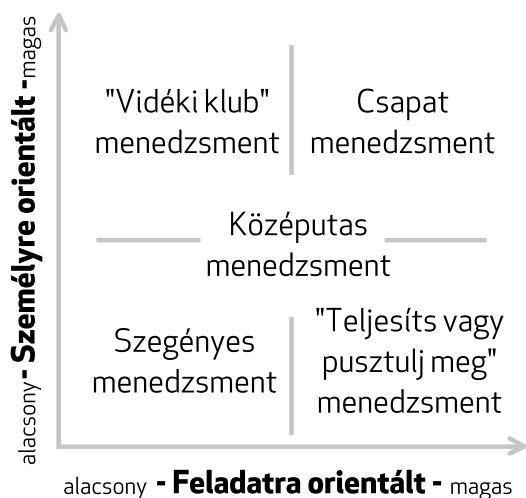 magas
- Személyre orientált -
alacsony
"Vidéki klub"
menedzsment
Csapat
menedzsment
Középutas
menedzsment
Szegényes
menedzsment
"Teljesíts vagy
pusztulj meg"
menedzsment
alacsony - Feladatra orientált - magas